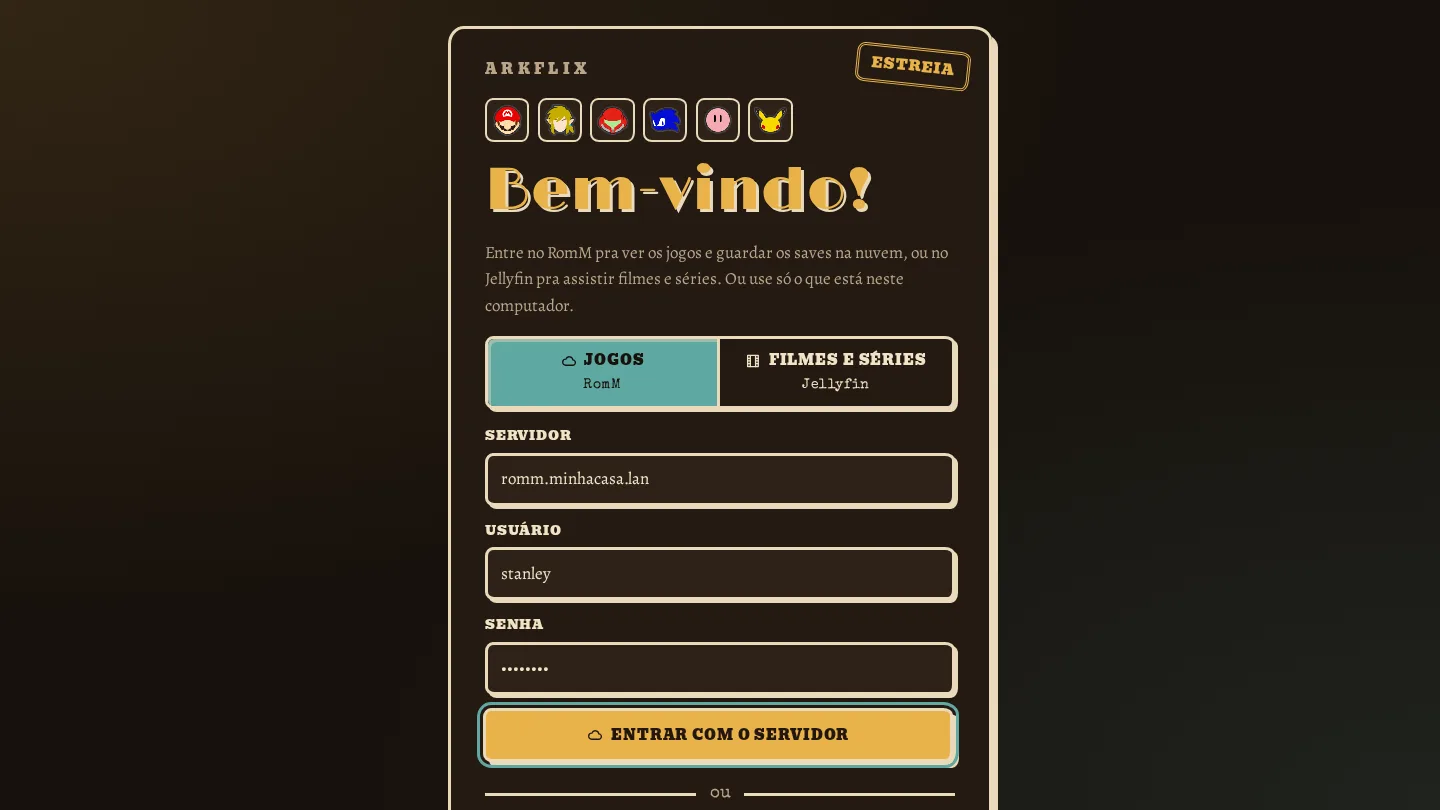 ARKFLIX
ESTREIA
Bem-vindo!
Entre no RomM pra ver os jogos e guardar os saves na nuvem, ou no
Jellyfin pra assistir filmes e séries. Ou use só o que está neste
computador.
JOGOS
RomM
FILMES E SÉRIES
Jellyfin
SERVIDOR
romm.minhacasa.lan
USUÁRIO
stanley
SENHA
••••••••
ENTRAR COM O SERVIDOR
ou